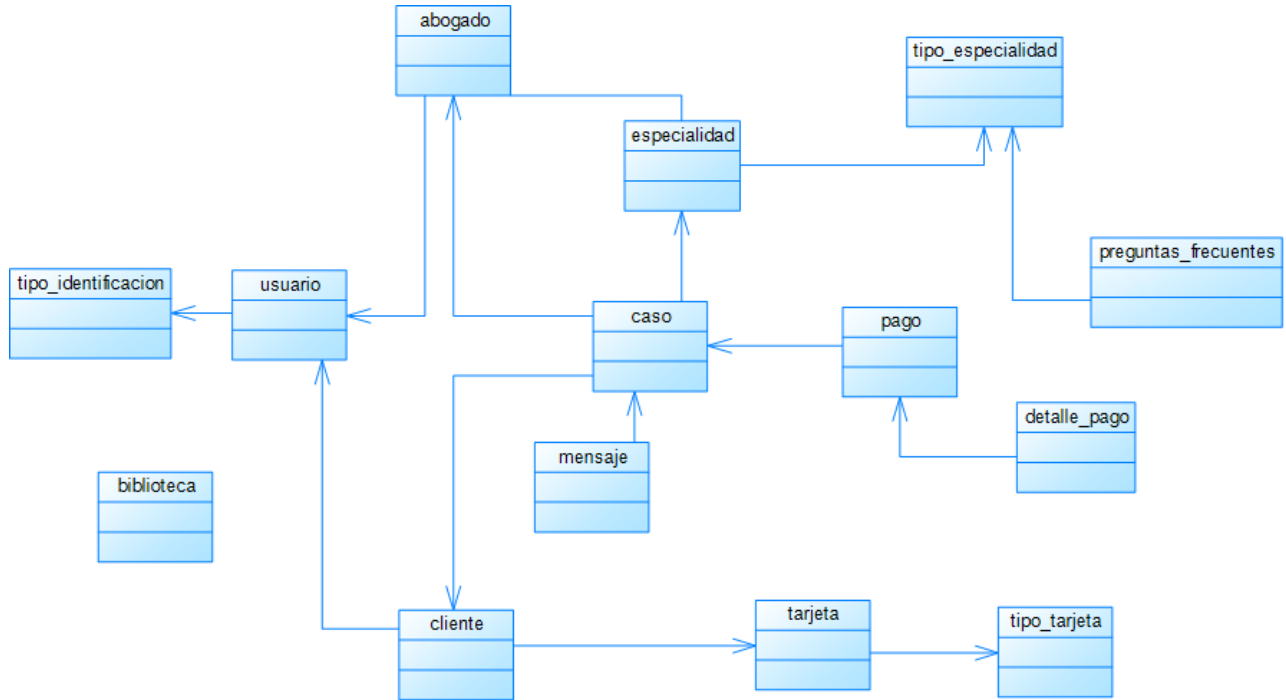 abogado
tipo_especialidad
especialidad
preguntas_frecuentes
tipo_identificacion
usuario
caso
pago
detalle_pago
mensaje
biblioteca
cliente
tarjeta
tipo_tarjeta